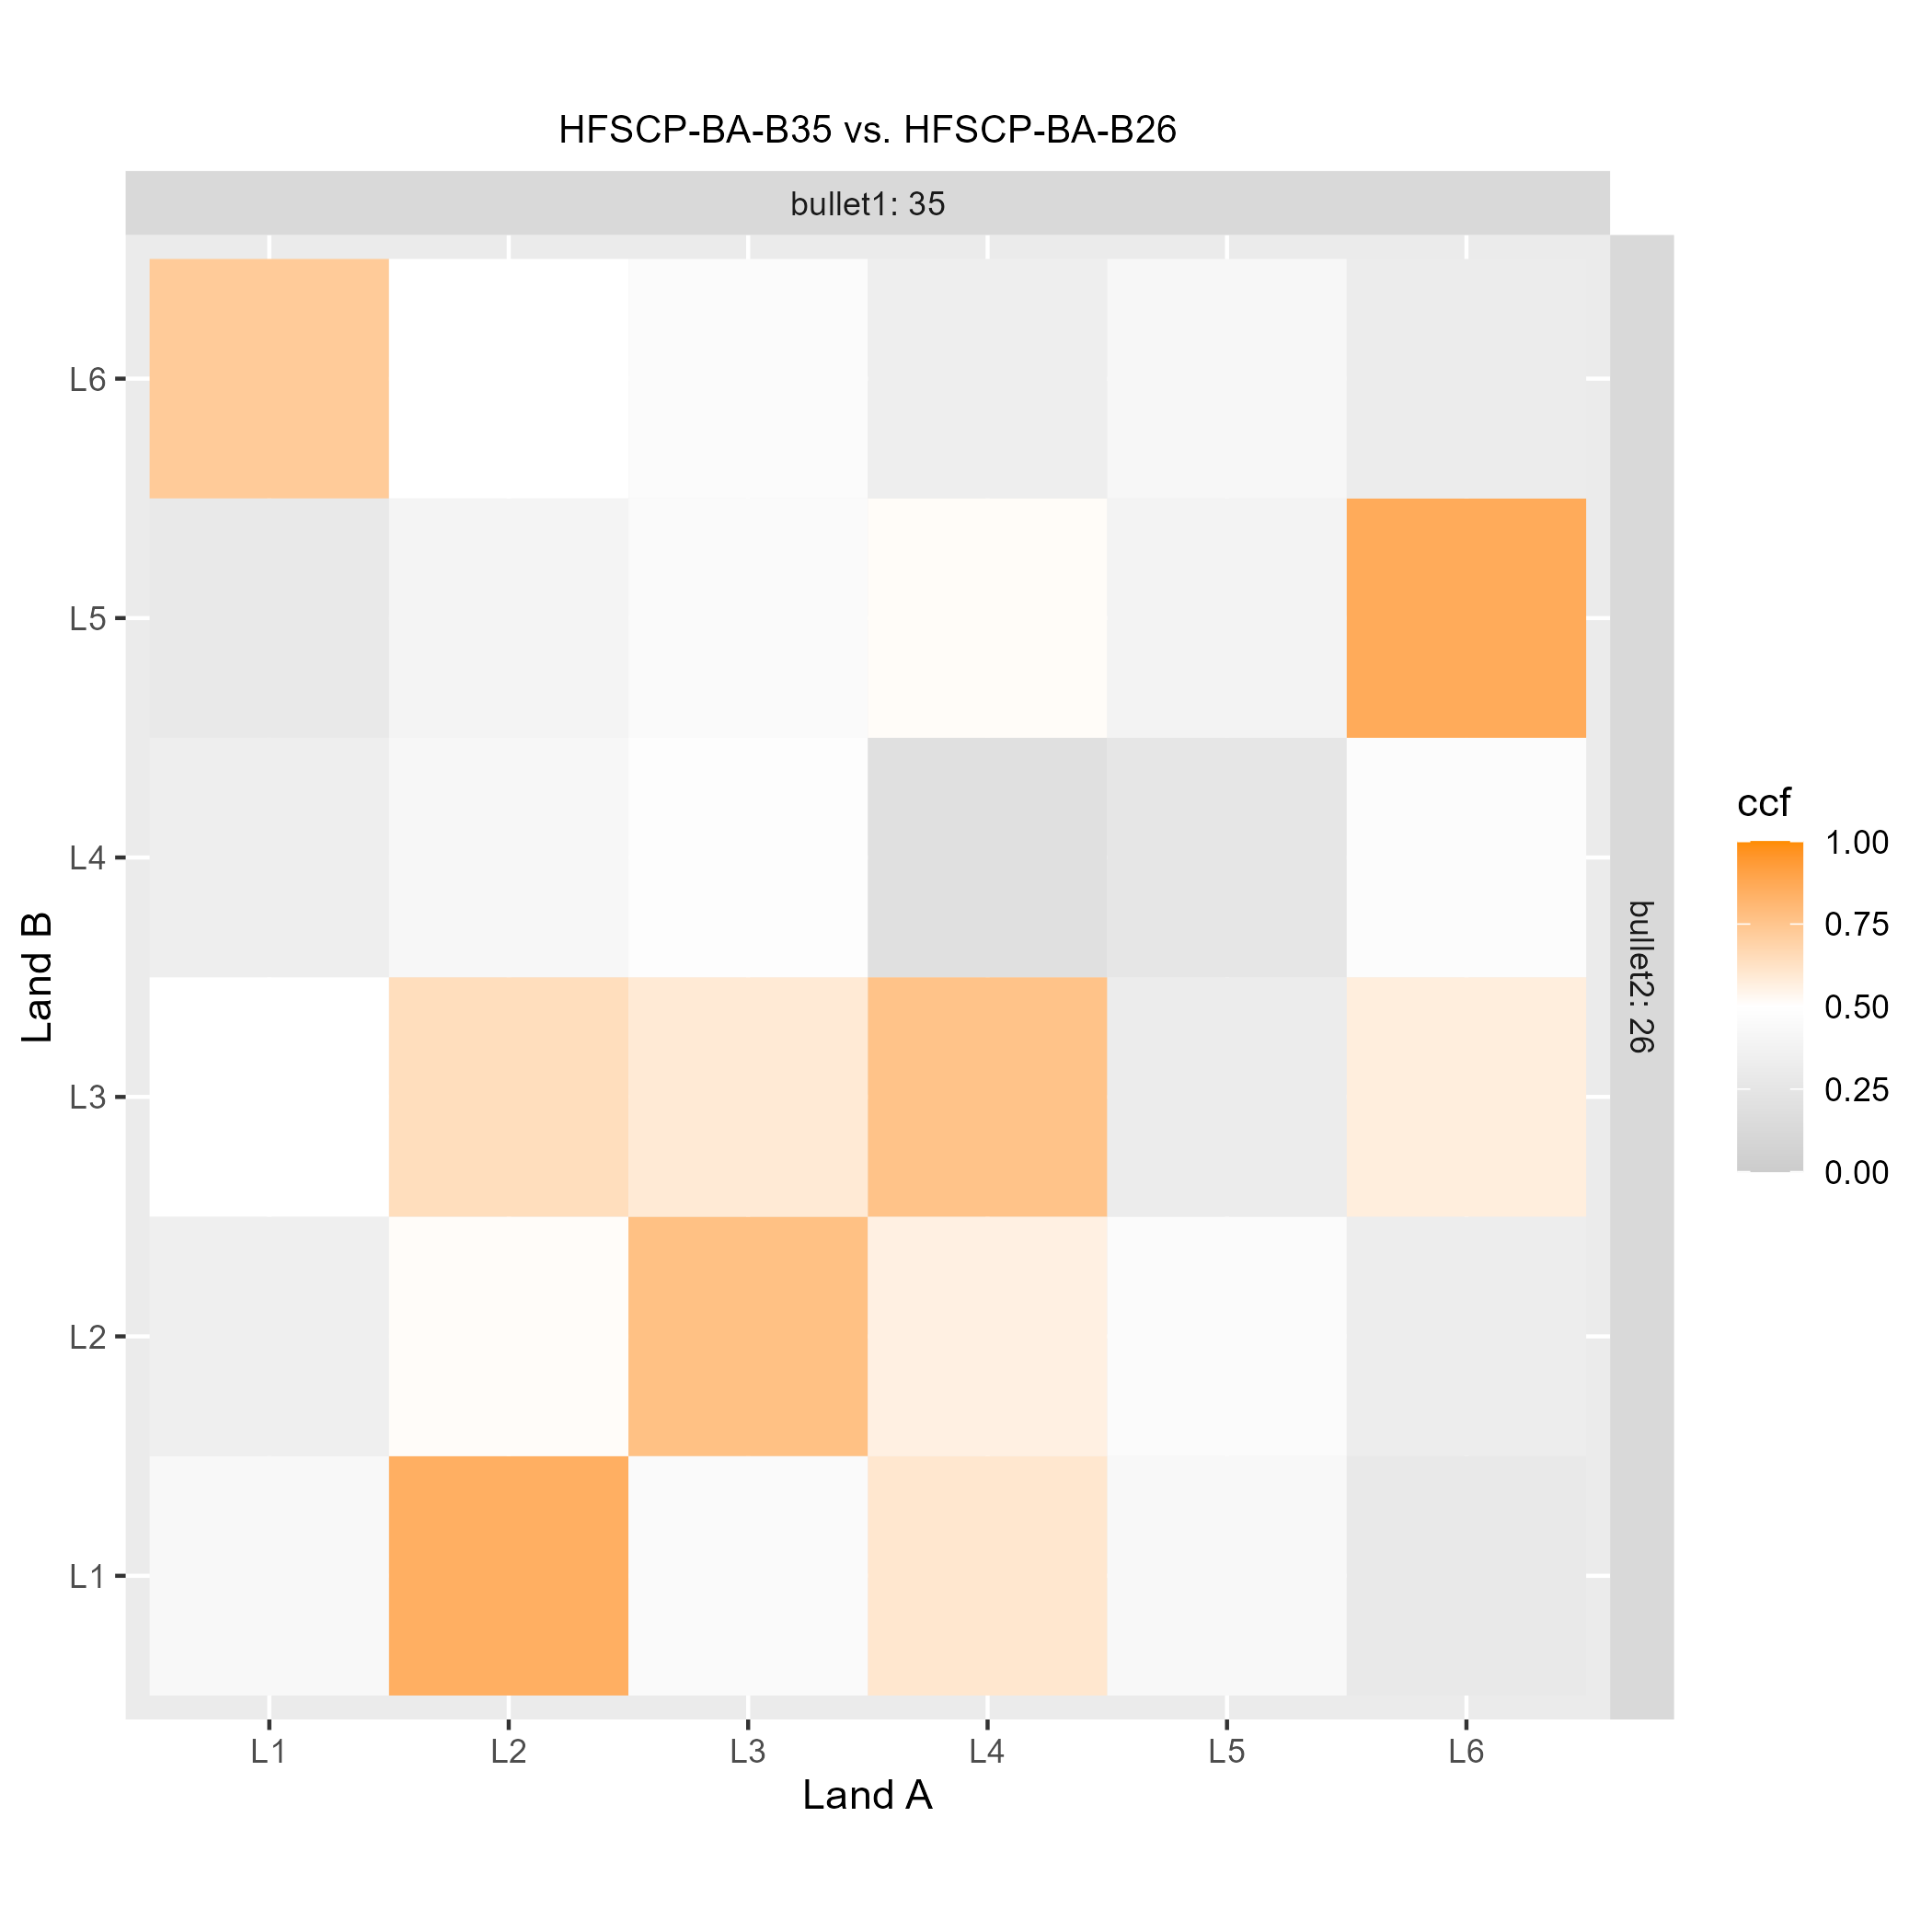 HFSCP-BA-B35 vs. HFSCP-BA-B26
bullet1: 35
L6
L5
L4
L3
L2
L1
Land B
bullet2: 26
L1 L2 L3 L4 L5 L6
Land A
ccf
1.00
0.75
0.50
0.25
0.00